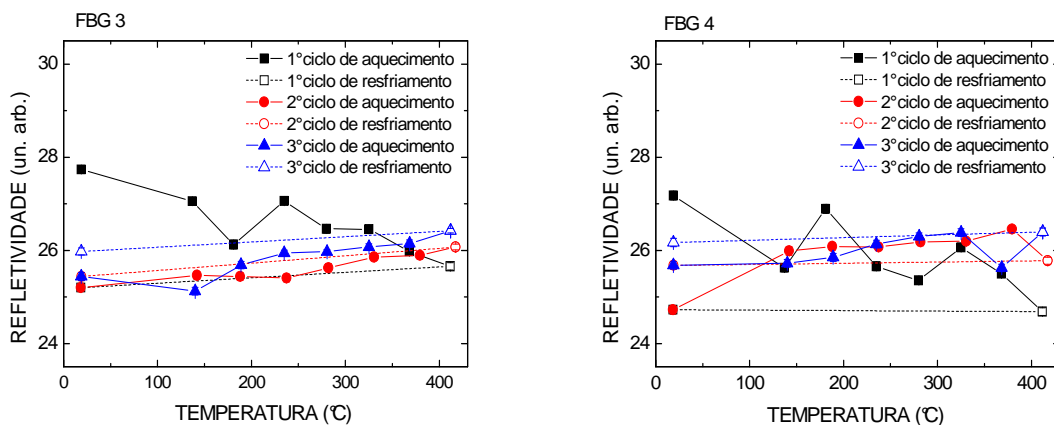 FBG 3
30
28
26
24
REFLETIVIDADE (un. arb.)
1°ciclo de aquecimento
1°ciclo de resfriamento
2°ciclo de aquecimento
2°ciclo de resfriamento
3°ciclo de aquecimento
3°ciclo de resfriamento
0 100 200 300 400
TEMPERATURA (°C)
FBG 4
30
28
26
24
REFLETIVIDADE (un. arb.)
1°ciclo de aquecimento
1°ciclo de resfriamento
2°ciclo de aquecimento
2°ciclo de resfriamento
3°ciclo de aquecimento
3°ciclo de resfriamento
0 100 200 300 400
TEMPERATURA (°C)